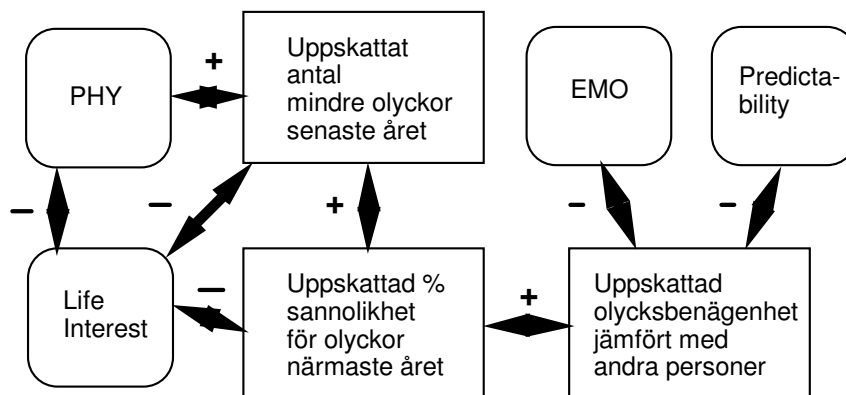 PHY
+
Uppskattat
antal
mindre olyckor
senaste året
EMO
Predicta-
bility
–
–
+
–
–
Life
Interest
–
Uppskattad %
sannolikhet
för olyckor
närmaste året
+
Uppskattad
olycksbenägenhet
jämfört med
andra personer